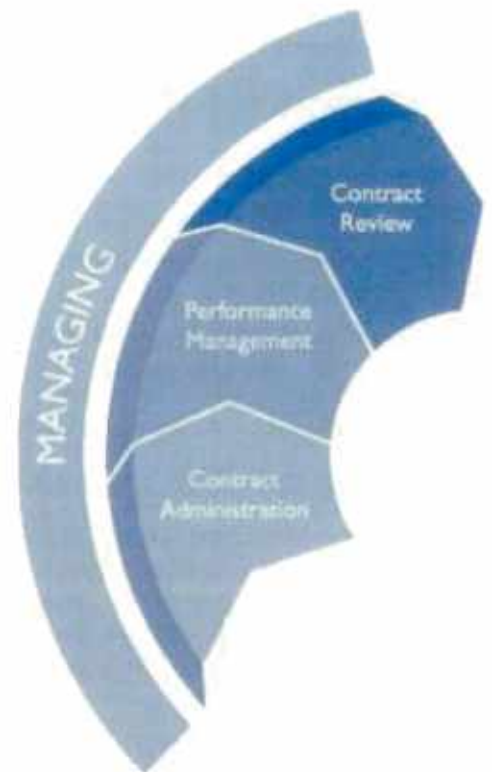 MANAGING
Contract
Review
Performance
Management
Contract
Administration